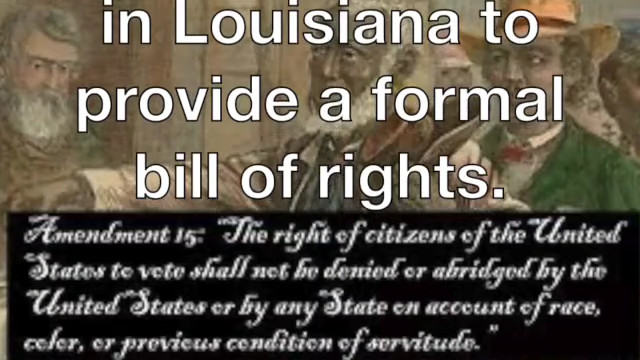 in Louisiana to
provide a formal
bill of rights.
Amendment 15: "The right of citizens of the United
States to vote shall not be denied or abridged by the
United States or by any State on account of race,
color, or previous condition of servitude."